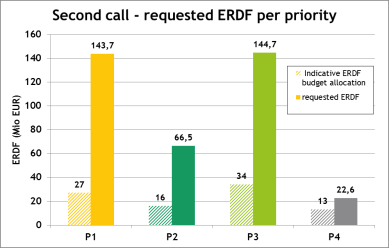 Second call - requested ERDF per priority
ERDF (Mio EUR)
160
140
120
100
80
60
40
20
0
27
143,7
16
66,5
34
144,7
13
22,6
P1
P2
P3
P4
Indicative ERDF
budget allocation
requested ERDF